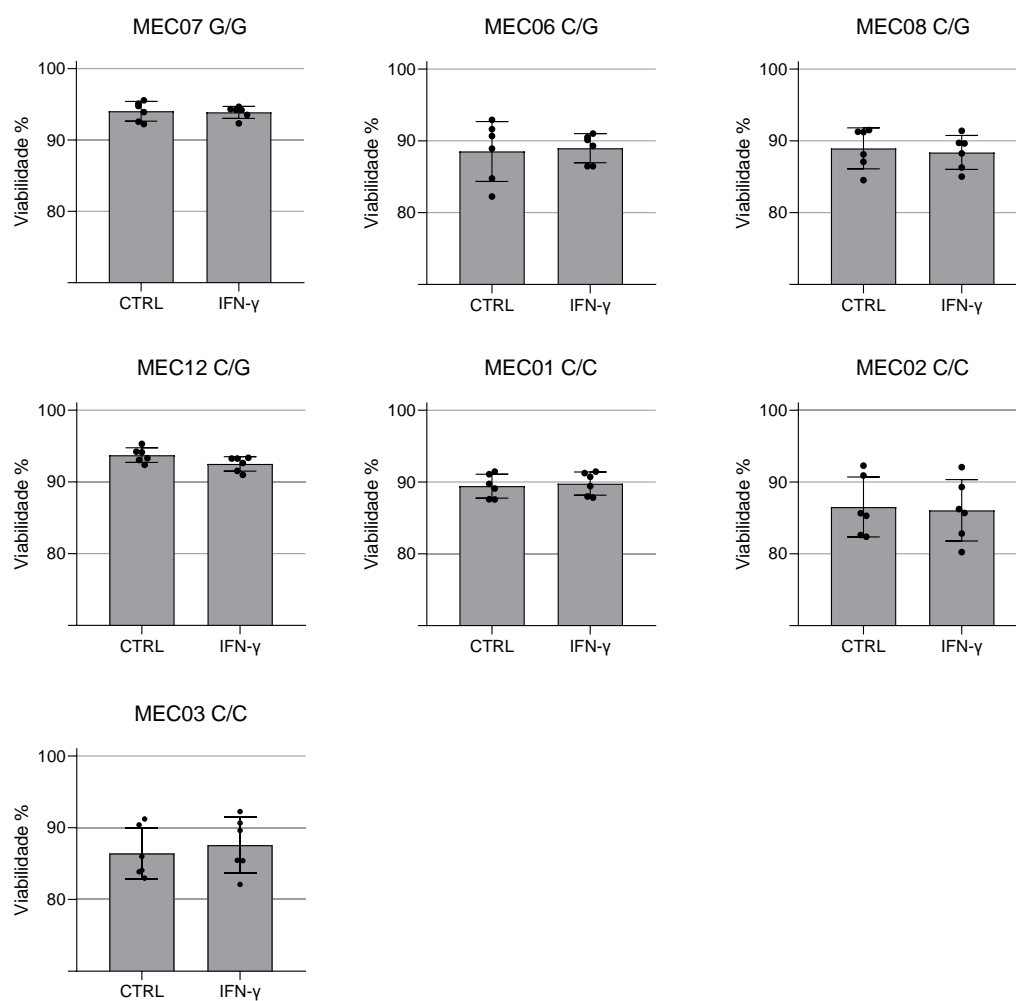 MEC07 G/G
100
90
80
Viabilidade %
CTRL
IFN-γ
MEC06 C/G
100
90
80
Viabilidade %
CTRL
IFN-γ
MEC08 C/G
100
90
80
Viabilidade %
CTRL
IFN-γ
MEC12 C/G
100
90
80
Viabilidade %
CTRL
IFN-γ
MEC01 C/C
100
90
80
Viabilidade %
CTRL
IFN-γ
MEC02 C/C
100
90
80
Viabilidade %
CTRL
IFN-γ
MEC03 C/C
100
90
80
Viabilidade %
CTRL
IFN-γ